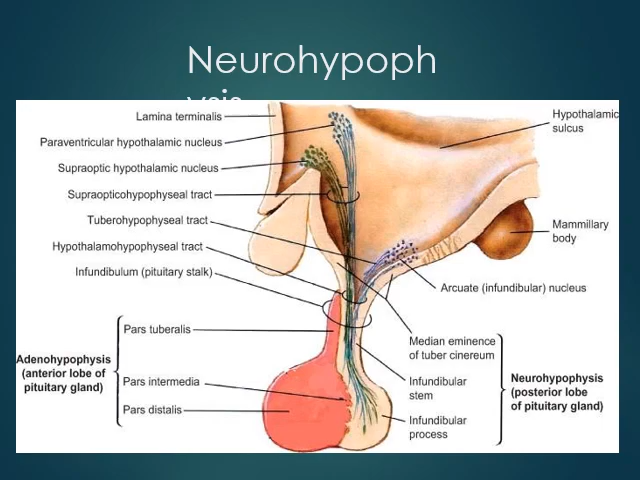 Neurohypoph
ysis
Lamina terminalis
Paraventricular hypothalamic nucleus
Supraoptic hypothalamic nucleus
Supraopticohypophyseal tract
Tuberohypophyseal tract
Hypothalamohypophyseal tract
Infundibulum (pituitary stalk)
Hypothalamic
sulcus
Mammillary
body
Arcuate (infundibular) nucleus
Adenohypophysis
(anterior lobe of
pituitary gland)
Pars tuberalis
Pars intermedia
Pars distalis
Median eminence
of tuber cinereum
Infundibular
stem
Infundibular
process
Neurohypophysis
(posterior lobe
of pituitary gland)